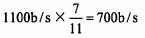 1100b/s × 7/11 = 700b/s